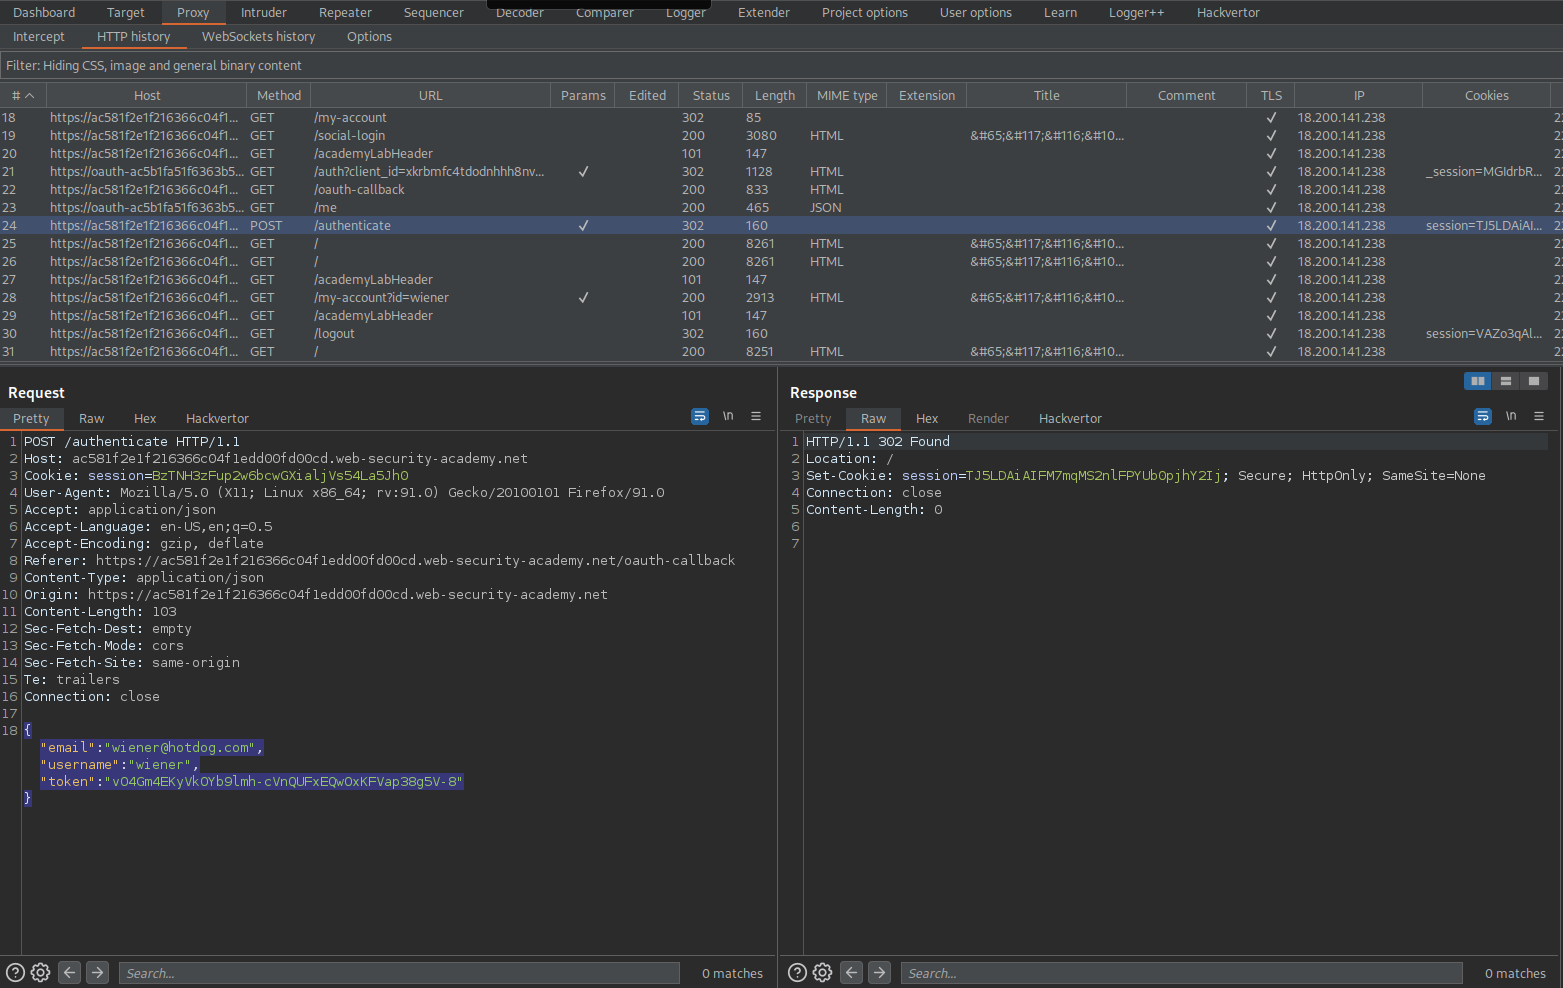 Dashboard Target Proxy Intruder Repeater Sequencer Decoder Comparer Logger Extender Project options User options Learn Logger++ Hackvertor
Intercept HTTP history WebSockets history Options
Filter: Hiding CSS, image and general binary content
# Host Method URL Params Edited Status Length MIME type Extension Title Comment TLS IP Cookies
18 https://ac581f2e1f216366c04f1... GET /my-account 302 85 ✓ 18.200.141.238
19 https://ac581f2e1f216366c04f1... GET /social-login 200 3080 HTML &#65;&#117;&#116;&#10... ✓ 18.200.141.238
20 https://ac581f2e1f216366c04f1... GET /academyLabHeader 101 147 ✓ 18.200.141.238
21 https://oauth-ac5b1fa51f6363b5... GET /auth?client_id=xkrbmfc4tdodnhhh8nv... ✓ 302 1128 HTML ✓ 18.200.141.238 _session=MGIdrbR...
22 https://ac581f2e1f216366c04f1... GET /oauth-callback 200 833 HTML ✓ 18.200.141.238
23 https://oauth-ac5b1fa51f6363b5... GET /me 200 465 JSON ✓ 18.200.141.238
24 https://ac581f2e1f216366c04f1... POST /authenticate ✓ 302 160 ✓ 18.200.141.238 session=TJ5LDAiAI...
25 https://ac581f2e1f216366c04f1... GET / 200 8261 HTML &#65;&#117;&#116;&#10... ✓ 18.200.141.238
26 https://ac581f2e1f216366c04f1... GET / 200 8261 HTML &#65;&#117;&#116;&#10... ✓ 18.200.141.238
27 https://ac581f2e1f216366c04f1... GET /academyLabHeader 101 147 ✓ 18.200.141.238
28 https://ac581f2e1f216366c04f1... GET /my-account?id=wiener ✓ 200 2913 HTML &#65;&#117;&#116;&#10... ✓ 18.200.141.238
29 https://ac581f2e1f216366c04f1... GET /academyLabHeader 101 147 ✓ 18.200.141.238
30 https://ac581f2e1f216366c04f1... GET /logout 302 160 ✓ 18.200.141.238 session=VAZo3qAl...
31 https://ac581f2e1f216366c04f1... GET / 200 8251 HTML &#65;&#117;&#116;&#10... ✓ 18.200.141.238
Request
Pretty Raw Hex Hackvertor \n
1 POST /authenticate HTTP/1.1
2 Host: ac581f2e1f216366c04f1edd00fd00cd.web-security-academy.net
3 Cookie: session=BzTNH3zFup2w6bcwGXialjVs54La5Jh0
4 User-Agent: Mozilla/5.0 (X11; Linux x86_64; rv:91.0) Gecko/20100101 Firefox/91.0
5 Accept: application/json
6 Accept-Language: en-US,en;q=0.5
7 Accept-Encoding: gzip, deflate
8 Referer: https://ac581f2e1f216366c04f1edd00fd00cd.web-security-academy.net/oauth-callback
9 Content-Type: application/json
10 Origin: https://ac581f2e1f216366c04f1edd00fd00cd.web-security-academy.net
11 Content-Length: 103
12 Sec-Fetch-Dest: empty
13 Sec-Fetch-Mode: cors
14 Sec-Fetch-Site: same-origin
15 Te: trailers
16 Connection: close
17
18 {
"email":"wiener@hotdog.com",
"username":"wiener",
"token":"vO4Gm4EKyVkOYb9lmh-cVnQUFxEQwOxKFVap38g5V-8"
}
Search... 0 matches
Response
Pretty Raw Hex Render Hackvertor \n
1 HTTP/1.1 302 Found
2 Location: /
3 Set-Cookie: session=TJ5LDAiAIFM7mqMS2nlFPYUb0pjhY2Ij; Secure; HttpOnly; SameSite=None
4 Connection: close
5 Content-Length: 0
6
7
Search... 0 matches